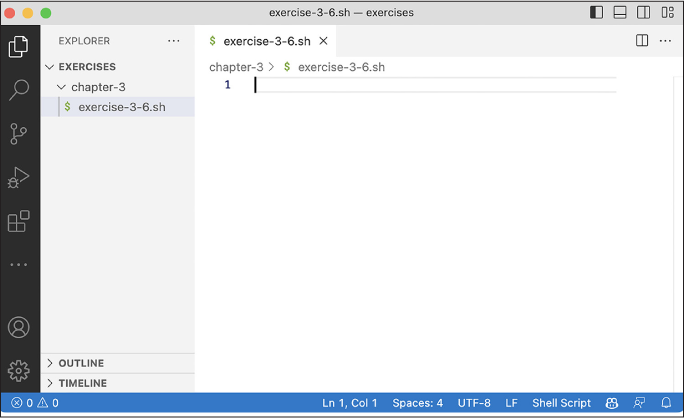 exercise-3-6.sh — exercises
EXPLORER ···
EXERCISES
chapter-3
$ exercise-3-6.sh
OUTLINE
TIMELINE
$ exercise-3-6.sh ×
chapter-3 > $ exercise-3-6.sh
1
0 0 Ln 1, Col 1 Spaces: 4 UTF-8 LF Shell Script